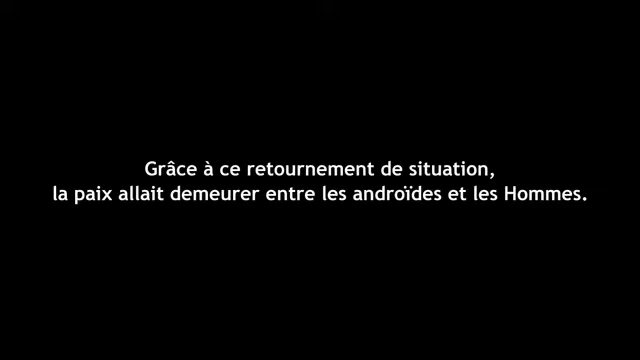 Grâce à ce retournement de situation,
la paix allait demeurer entre les androïdes et les Hommes.